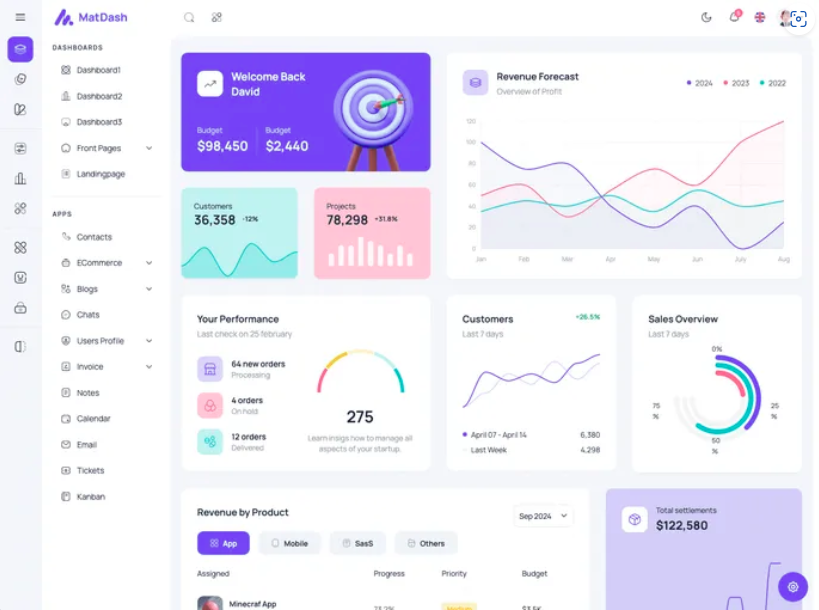 MatDash
5
DASHBOARDS
Dashboard1
Dashboard2
Dashboard3
Front Pages
Landingpage
APPS
Contacts
ECommerce
Blogs
Chats
Users Profile
Invoice
Notes
Calendar
Email
Tickets
Kanban
Welcome Back
David
Budget
$98,450
Budget
$2,440
Revenue Forecast
Overview of Profit
2024
2023
2022
120
100
80
60
40
20
0
Jan Feb Mar Apr May Jun July Aug
Customers
36,358 -12%
Projects
78,298 +31.8%
Your Performance
Last check on 25 february
64 new orders
Processing
4 orders
On hold
12 orders
Delivered
275
Learn insigs how to manage all
aspects of your startup.
Customers
+26.5%
Last 7 days
April 07 - April 14 6,380
Last Week 4,298
Sales Overview
Last 7 days
0%
25
%
50
%
75
%
Revenue by Product
Sep 2024
App
Mobile
SaaS
Others
Assigned Progress Priority Budget
Minecraf App
73.2%
$3.5K
Total settlements
$122,580